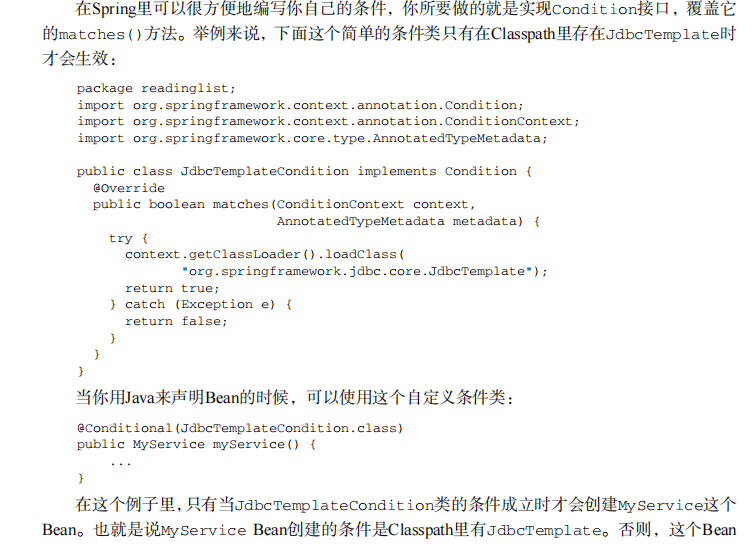 在Spring里可以很方便地编写你自己的条件，你所要做的就是实现Condition接口，覆盖它
的matches()方法。举例来说，下面这个简单的条件类只有在Classpath里存在JdbcTemplate时
才会生效：
package readinglist;
import org.springframework.context.annotation.Condition;
import org.springframework.context.annotation.ConditionContext;
import org.springframework.core.type.AnnotatedTypeMetadata;
public class JdbcTemplateCondition implements Condition {
@Override
public boolean matches(ConditionContext context,
AnnotatedTypeMetadata metadata) {
try {
context.getClassLoader().loadClass(
"org.springframework.jdbc.core.JdbcTemplate");
return true;
} catch (Exception e) {
return false;
}
}
}
当你用Java来声明Bean的时候，可以使用这个自定义条件类：
@Conditional(JdbcTemplateCondition.class)
public MyService myService() {
...
}
在这个例子里，只有当JdbcTemplateCondition类的条件成立时才会创建MyService这个
Bean。也就是说MyService Bean创建的条件是Classpath里有JdbcTemplate。否则，这个Bean